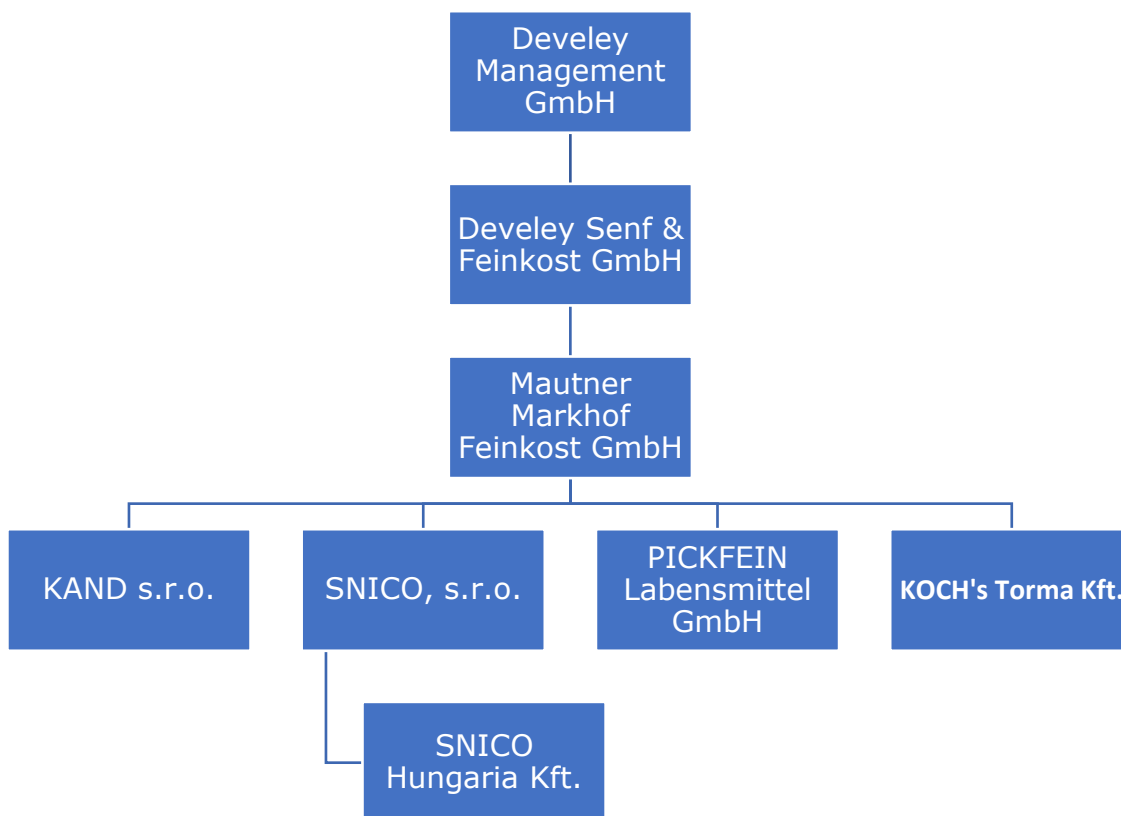 Develey
Management
GmbH
Develey Senf &
Feinkost GmbH
Mautner
Markhof
Feinkost GmbH
KAND s.r.o.
SNICO, s.r.o.
PICKFEIN
Labensmittel
GmbH
KOCH's Torma Kft.
SNICO
Hungaria Kft.